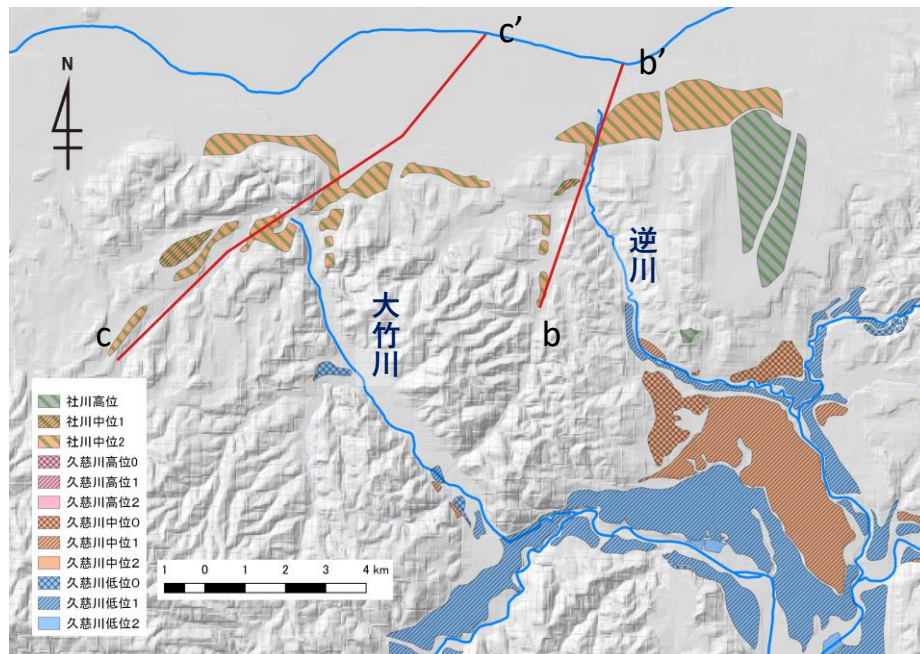 c’
b’
N
逆川
大竹川
c
b
社川高位
社川中位1
社川中位2
久慈川高位0
久慈川高位1
久慈川高位2
久慈川中位0
久慈川中位1
久慈川中位2
久慈川低位0
久慈川低位1
久慈川低位2
1 0 1 2 3 4 km